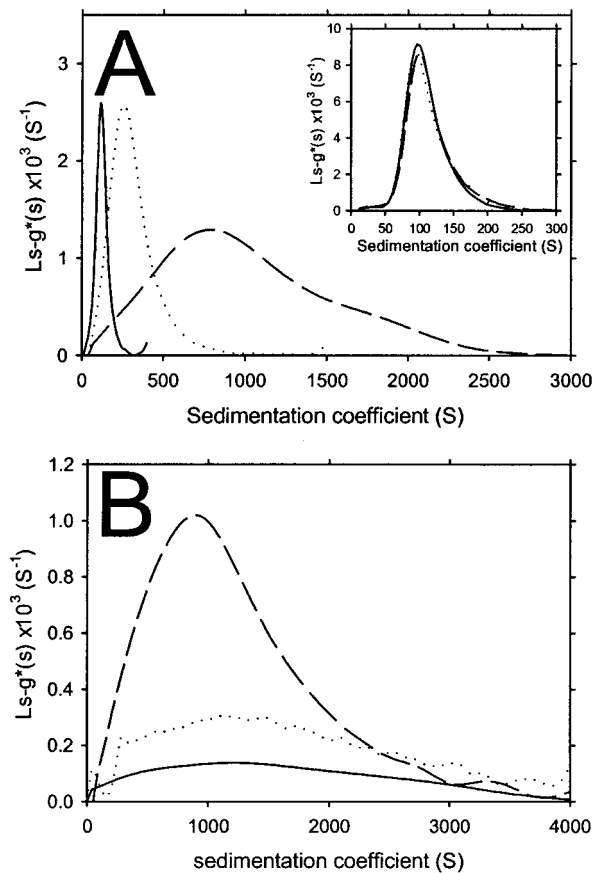 A
Ls-g*(s) x10³ (S⁻¹)
3
2
1
0
0 500 1000 1500 2000 2500 3000
Sedimentation coefficient (S)
Ls-g*(s) x10³ (S⁻¹)
10
8
6
4
2
0
0 50 100 150 200 250 300
Sedimentation coefficient (S)
B
Ls-g*(s) x10³ (S⁻¹)
1.2
1.0
0.8
0.6
0.4
0.2
0.0
0 1000 2000 3000 4000
sedimentation coefficient (S)